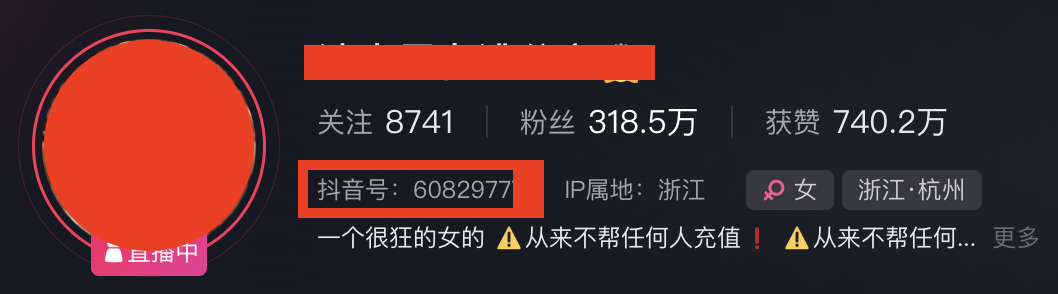 关注 8741 粉丝 318.5万 获赞 740.2万
抖音号：6082977 IP属地：浙江 女 浙江·杭州
一个很狂的女的 ⚠️从来不帮任何人充值❗ ⚠️从来不帮任何... 更多
直播中